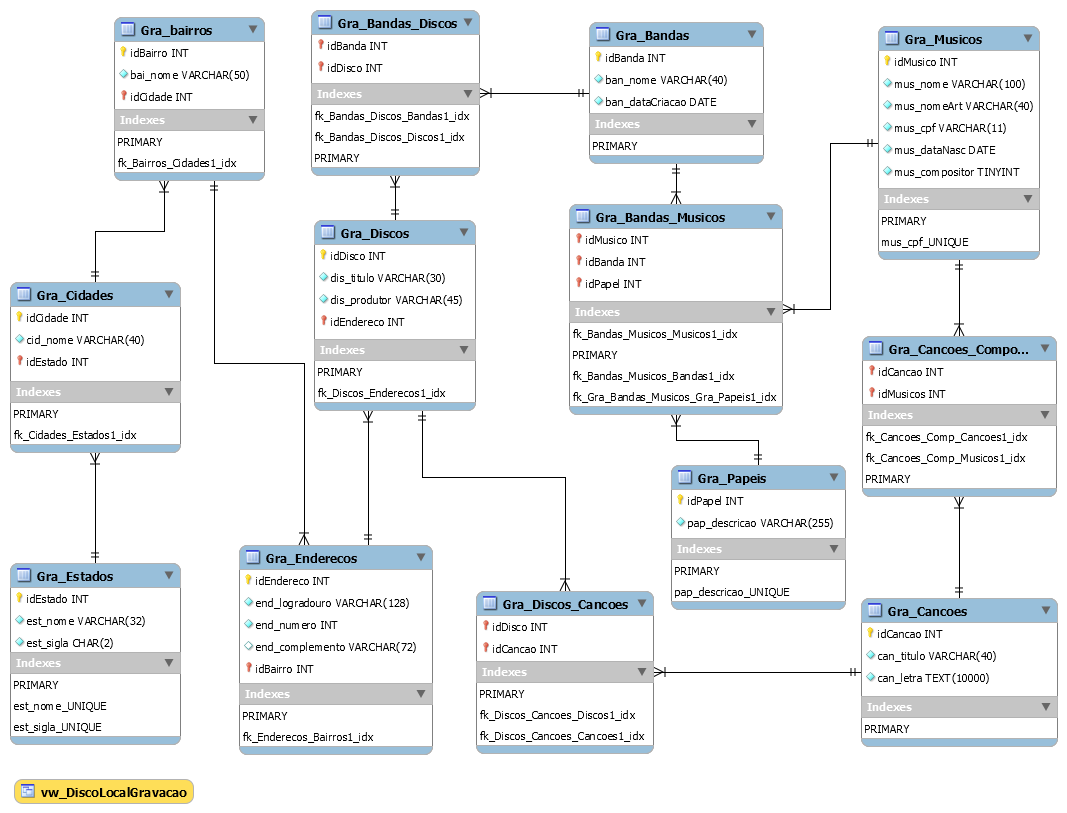 Gra_bairros
idBairro INT
bai_nome VARCHAR(50)
idCidade INT
Indexes
PRIMARY
fk_Bairros_Cidades1_idx
Gra_Bandas_Discos
idBanda INT
idDisco INT
Indexes
fk_Bandas_Discos_Bandas1_idx
fk_Bandas_Discos_Discos1_idx
PRIMARY
Gra_Bandas
idBanda INT
ban_nome VARCHAR(40)
ban_dataCriacao DATE
Indexes
PRIMARY
Gra_Musicos
idMusico INT
mus_nome VARCHAR(100)
mus_nomeArt VARCHAR(40)
mus_cpf VARCHAR(11)
mus_dataNasc DATE
mus_compositor TINYINT
Indexes
PRIMARY
mus_cpf_UNIQUE
Gra_Cidades
idCidade INT
cid_nome VARCHAR(40)
idEstado INT
Indexes
PRIMARY
fk_Cidades_Estados1_idx
Gra_Discos
idDisco INT
dis_titulo VARCHAR(30)
dis_produtor VARCHAR(45)
idEndereco INT
Indexes
PRIMARY
fk_Discos_Enderecos1_idx
Gra_Bandas_Musicos
idMusico INT
idBanda INT
idPapel INT
Indexes
fk_Bandas_Musicos_Musicos1_idx
PRIMARY
fk_Bandas_Musicos_Bandas1_idx
fk_Gra_Bandas_Musicos_Gra_Papeis1_idx
Gra_Cancoes_Compo...
idCancao INT
idMusicos INT
Indexes
fk_Cancoes_Comp_Cancoes1_idx
fk_Cancoes_Comp_Musicos1_idx
PRIMARY
Gra_Papeis
idPapel INT
pap_descricao VARCHAR(255)
Indexes
PRIMARY
pap_descricao_UNIQUE
Gra_Estados
idEstado INT
est_nome VARCHAR(32)
est_sigla CHAR(2)
Indexes
PRIMARY
est_nome_UNIQUE
est_sigla_UNIQUE
Gra_Enderecos
idEndereco INT
end_logradouro VARCHAR(128)
end_numero INT
end_complemento VARCHAR(72)
idBairro INT
Indexes
PRIMARY
fk_Enderecos_Bairros1_idx
Gra_Discos_Cancoes
idDisco INT
idCancao INT
Indexes
PRIMARY
fk_Discos_Cancoes_Discos1_idx
fk_Discos_Cancoes_Cancoes1_idx
Gra_Cancoes
idCancao INT
can_titulo VARCHAR(40)
can_letra TEXT(10000)
Indexes
PRIMARY
vw_DiscoLocalGravacao